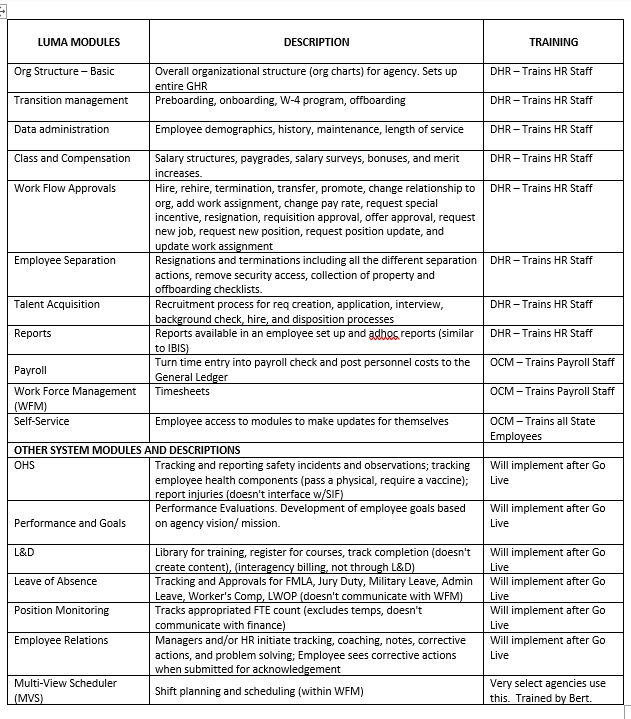 LUMA MODULES DESCRIPTION TRAINING
Org Structure – Basic Overall organizational structure (org charts) for agency. Sets up DHR – Trains HR Staff
entire GHR
Transition management Preboarding, onboarding, W-4 program, offboarding DHR – Trains HR Staff
Data administration Employee demographics, history, maintenance, length of service DHR – Trains HR Staff
Class and Compensation Salary structures, paygrades, salary surveys, bonuses, and merit DHR – Trains HR Staff
increases.
Work Flow Approvals Hire, rehire, termination, transfer, promote, change relationship to DHR – Trains HR Staff
org, add work assignment, change pay rate, request special
incentive, resignation, requisition approval, offer approval, request
new job, request new position, request position update, and
update work assignment
Employee Separation Resignations and terminations including all the different separation DHR – Trains HR Staff
actions, remove security access, collection of property and
offboarding checklists.
Talent Acquisition Recruitment process for req creation, application, interview, DHR – Trains HR Staff
background check, hire, and disposition processes
Reports Reports available in an employee set up and adhoc reports (similar DHR – Trains HR Staff
to IBIS)
Payroll Turn time entry into payroll check and post personnel costs to the OCM – Trains Payroll Staff
General Ledger
Work Force Management Timesheets OCM – Trains Payroll Staff
(WFM)
Self-Service Employee access to modules to make updates for themselves OCM – Trains all State
Employees
OTHER SYSTEM MODULES AND DESCRIPTIONS
OHS Tracking and reporting safety incidents and observations; tracking Will implement after Go
employee health components (pass a physical, require a vaccine); Live
report injuries (doesn't interface w/SIF)
Performance and Goals Performance Evaluations. Development of employee goals based Will implement after Go
on agency vision/ mission. Live
L&D Library for training, register for courses, track completion (doesn't Will implement after Go
create content), (interagency billing, not through L&D) Live
Leave of Absence Tracking and Approvals for FMLA, Jury Duty, Military Leave, Admin Will implement after Go
Leave, Worker's Comp, LWOP (doesn't communicate with WFM) Live
Position Monitoring Tracks appropriated FTE count (excludes temps, doesn't Will implement after Go
communicate with finance) Live
Employee Relations Managers and/or HR initiate tracking, coaching, notes, corrective Will implement after Go
actions, and problem solving; Employee sees corrective actions Live
when submitted for acknowledgement
Multi-View Scheduler Shift planning and scheduling (within WFM) Very select agencies use
(MVS) this. Trained by Bert.